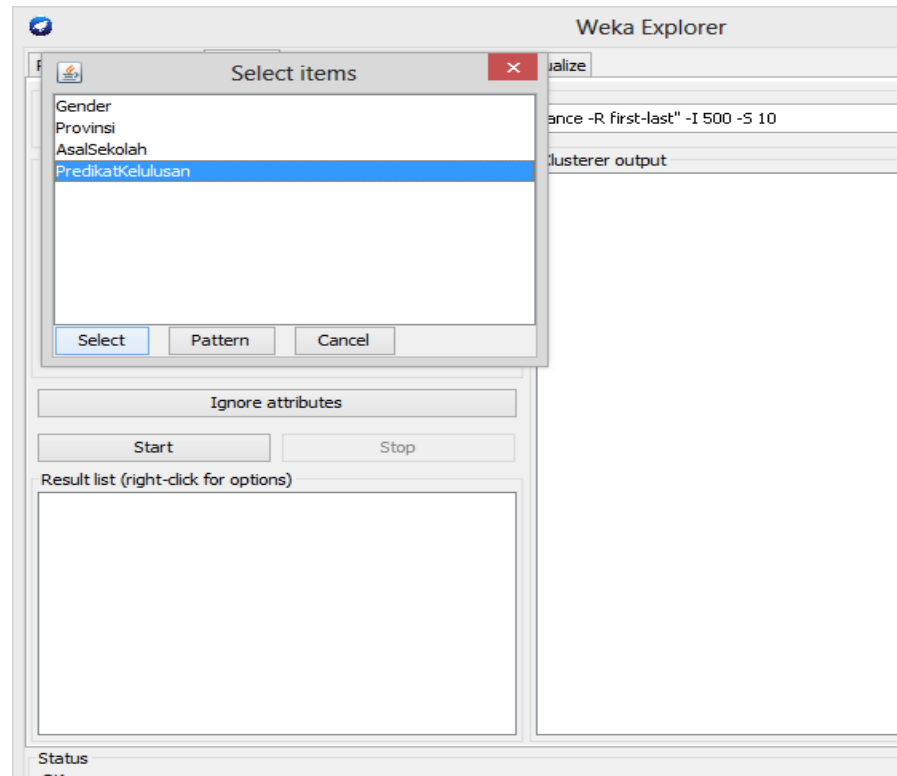 Weka Explorer
Select items
ualize
Gender
Provinsi
AsalSekolah
PredikatKelulusan
ance -R first-last" -I 500 -S 10
Clusterer output
Select Pattern Cancel
Ignore attributes
Start Stop
Result list (right-click for options)
Status